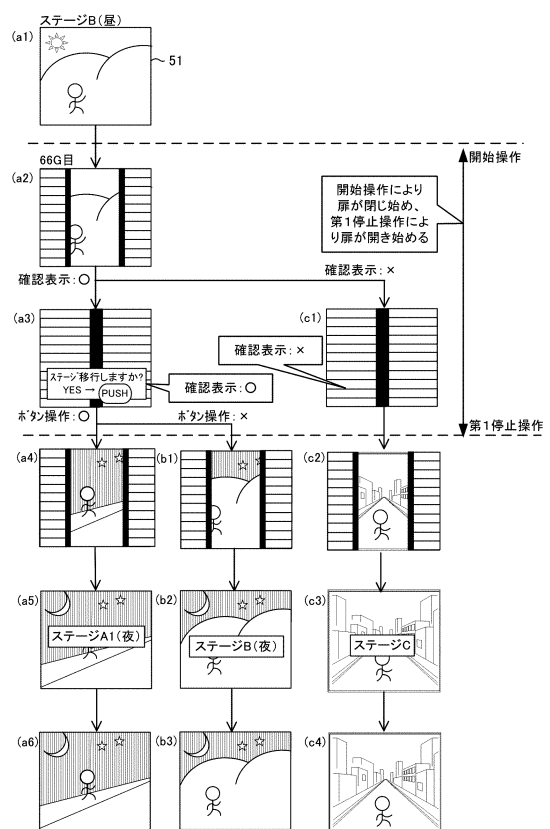 ステージB(昼)
(a1)
51
66G目
開始操作
(a2)
開始操作により
扉が閉じ始め、
第1停止操作によ
り扉が開き始める
確認表示:○
確認表示:×
(a3)
(c1)
確認表示:×
ステージ移行しますか?
YES → PUSH
確認表示:○
ボタン操作:○
ボタン操作:×
第1停止操作
(a4)
(b1)
(c2)
(a5)
(b2)
(c3)
ステージA1(夜)
ステージB(夜)
ステージC
(a6)
(b3)
(c4)